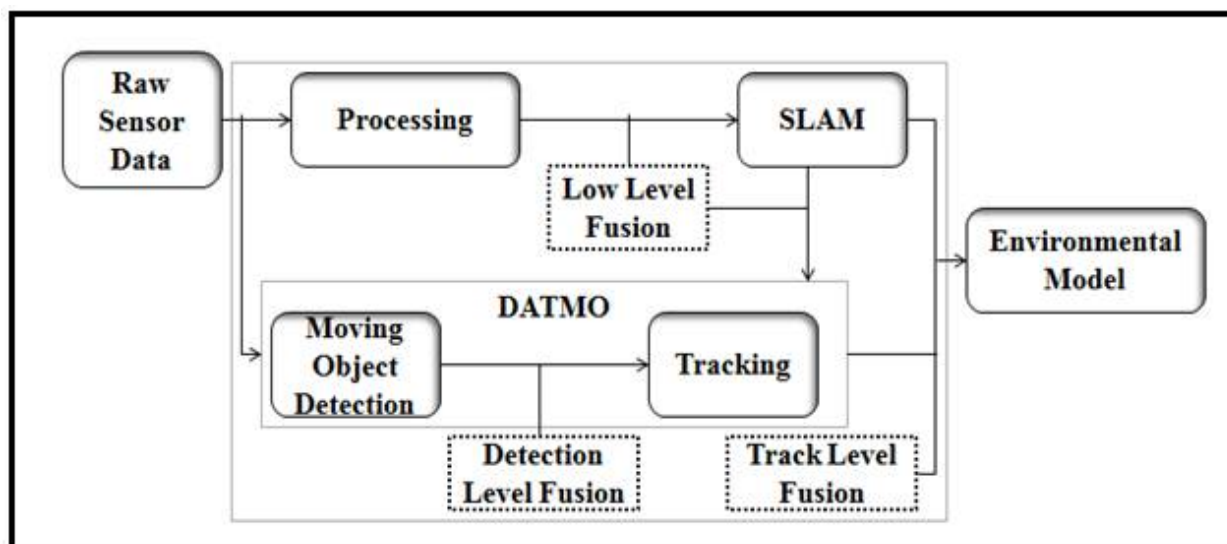 Raw
Sensor
Data
Processing
SLAM
Low Level
Fusion
Environmental
Model
DATMO
Moving
Object
Detection
Tracking
Detection
Level Fusion
Track Level
Fusion